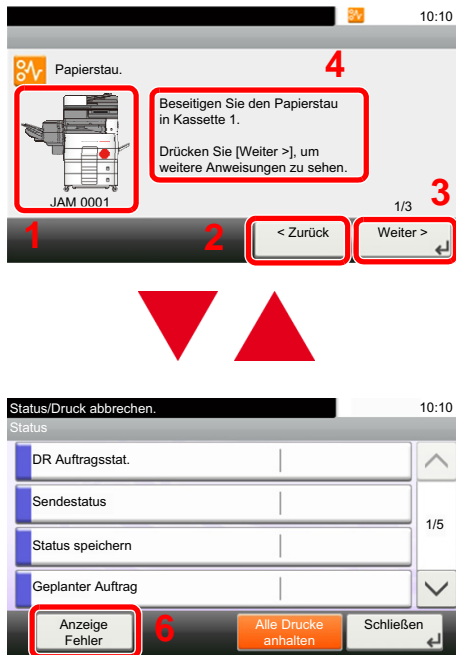 10:10
Papierstau.
4
Beseitigen Sie den Papierstau
in Kassette 1.
Drücken Sie [Weiter >], um
weitere Anweisungen zu sehen.
JAM 0001
1/3
3
1
2
< Zurück
Weiter >
Status/Druck abbrechen.
10:10
Status
DR Auftragsstat.
Sendestatus
1/5
Status speichern
Geplanter Auftrag
Anzeige
Fehler
6
Alle Drucke
anhalten
Schließen